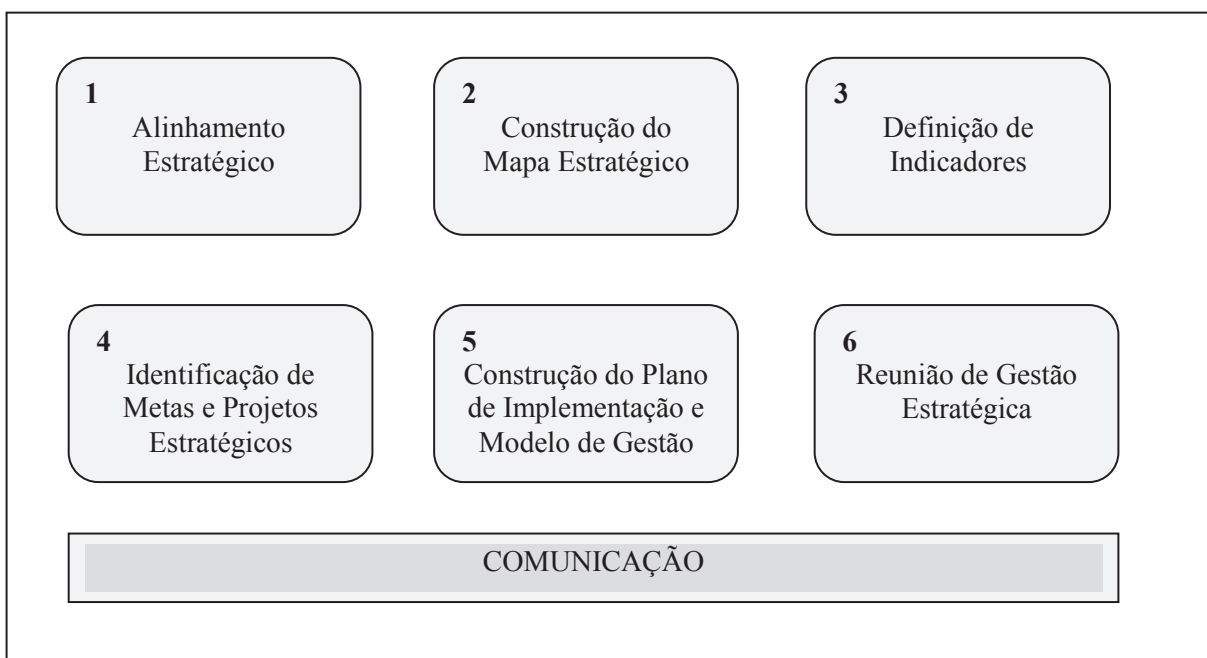 1
Alinhamento
Estratégico
2
Construção do
Mapa Estratégico
3
Definição de
Indicadores
4
Identificação de
Metas e Projetos
Estratégicos
5
Construção do Plano
de Implementação e
Modelo de Gestão
6
Reunião de Gestão
Estratégica
COMUNICAÇÃO